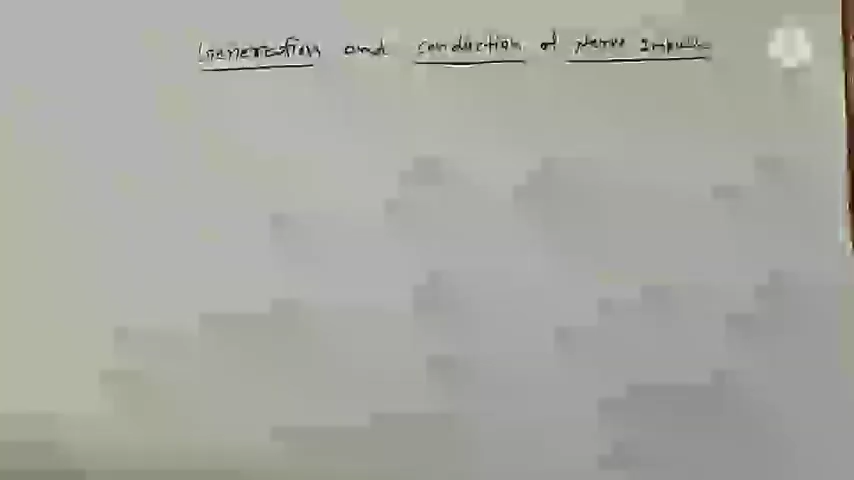 Generation and conduction of Nerve Impulse